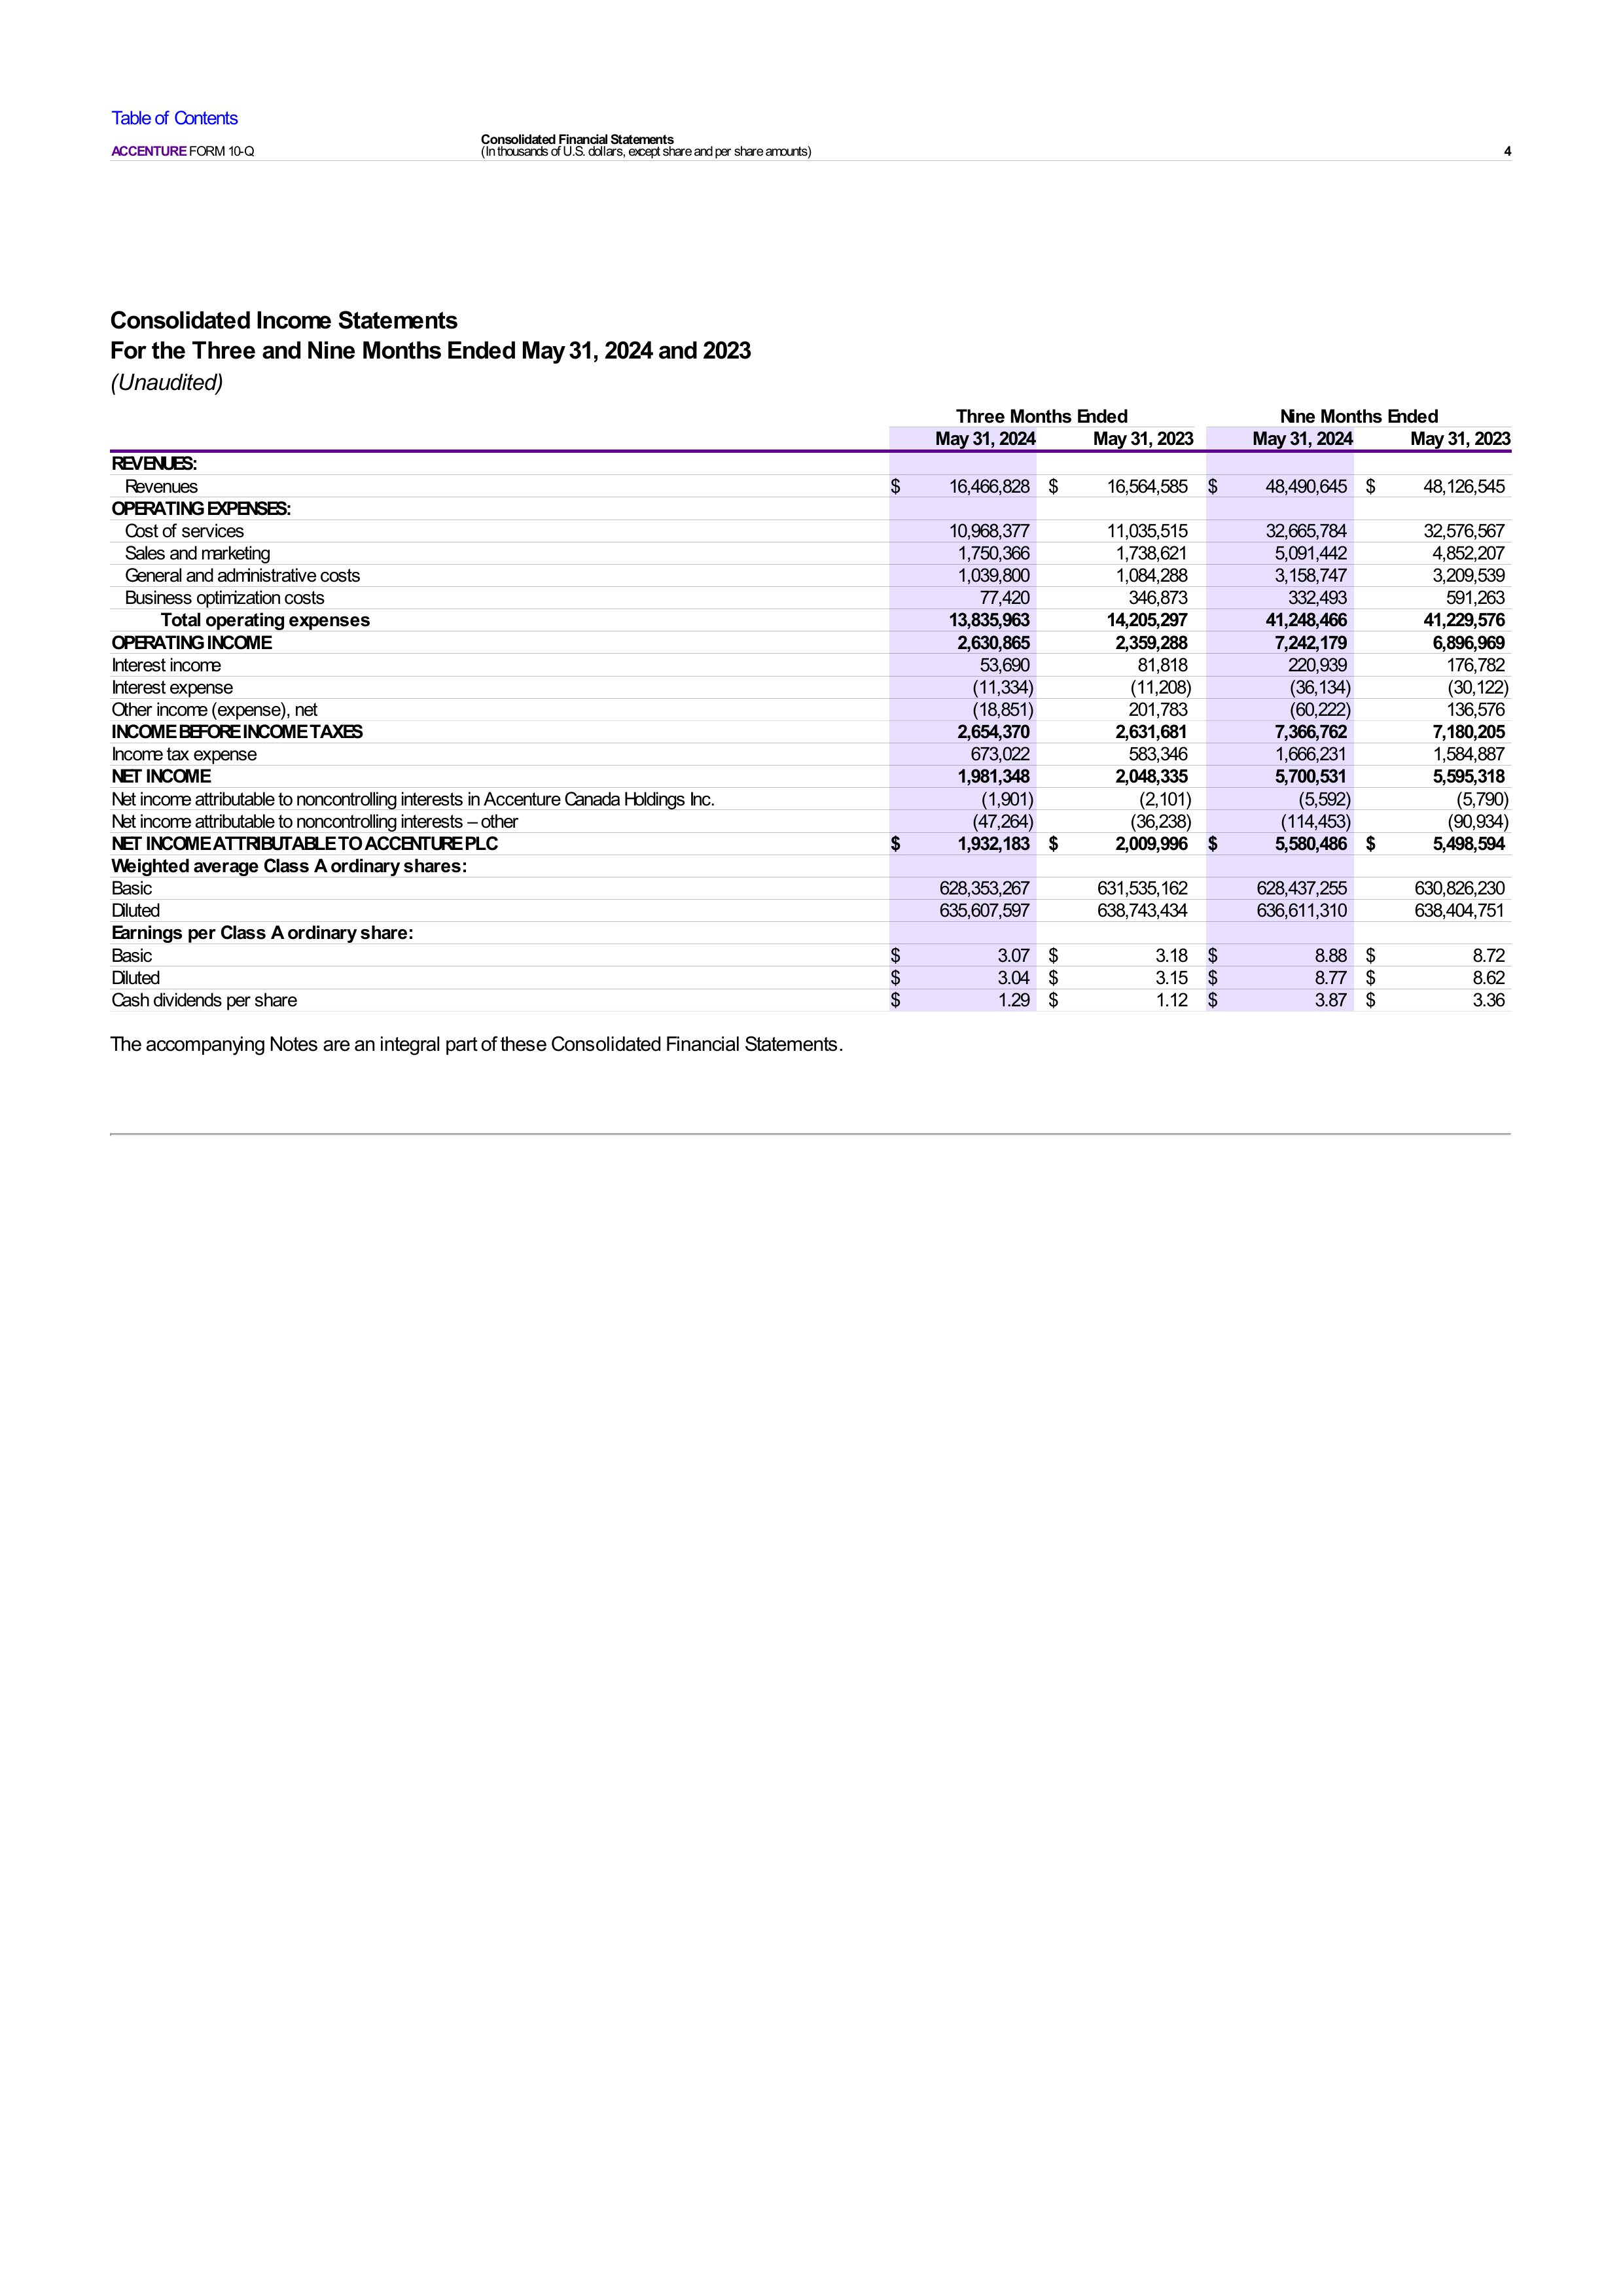 Table of Contents
Consolidated Financial Statements
ACCENTURE FORM 10-Q (In thousands of U.S. dollars, except share and per share amounts) 4
Consolidated Income Statements
For the Three and Nine Months Ended May 31, 2024 and 2023
(Unaudited)
Three Months Ended Nine Months Ended
May 31, 2024 May 31, 2023 May 31, 2024 May 31, 2023
REVENUES:
Revenues $ 16,466,828 $ 16,564,585 $ 48,490,645 $ 48,126,545
OPERATING EXPENSES:
Cost of services 10,968,377 11,035,515 32,665,784 32,576,567
Sales and marketing 1,750,366 1,738,621 5,091,442 4,852,207
General and administrative costs 1,039,800 1,084,288 3,158,747 3,209,539
Business optimization costs 77,420 346,873 332,493 591,263
Total operating expenses 13,835,963 14,205,297 41,248,466 41,229,576
OPERATING INCOME 2,630,865 2,359,288 7,242,179 6,896,969
Interest income 53,690 81,818 220,939 176,782
Interest expense (11,334) (11,208) (36,134) (30,122)
Other income (expense), net (18,851) 201,783 (60,222) 136,576
INCOME BEFORE INCOME TAXES 2,654,370 2,631,681 7,366,762 7,180,205
Income tax expense 673,022 583,346 1,666,231 1,584,887
NET INCOME 1,981,348 2,048,335 5,700,531 5,595,318
Net income attributable to noncontrolling interests in Accenture Canada Holdings Inc. (1,901) (2,101) (5,592) (5,790)
Net income attributable to noncontrolling interests – other (47,264) (36,238) (114,453) (90,934)
NET INCOME ATTRIBUTABLE TO ACCENTURE PLC $ 1,932,183 $ 2,009,996 $ 5,580,486 $ 5,498,594
Weighted average Class A ordinary shares:
Basic 628,353,267 631,535,162 628,437,255 630,826,230
Diluted 635,607,597 638,743,434 636,611,310 638,404,751
Earnings per Class A ordinary share:
Basic $ 3.07 $ 3.18 $ 8.88 $ 8.72
Diluted $ 3.04 $ 3.15 $ 8.77 $ 8.62
Cash dividends per share $ 1.29 $ 1.12 $ 3.87 $ 3.36
The accompanying Notes are an integral part of these Consolidated Financial Statements.